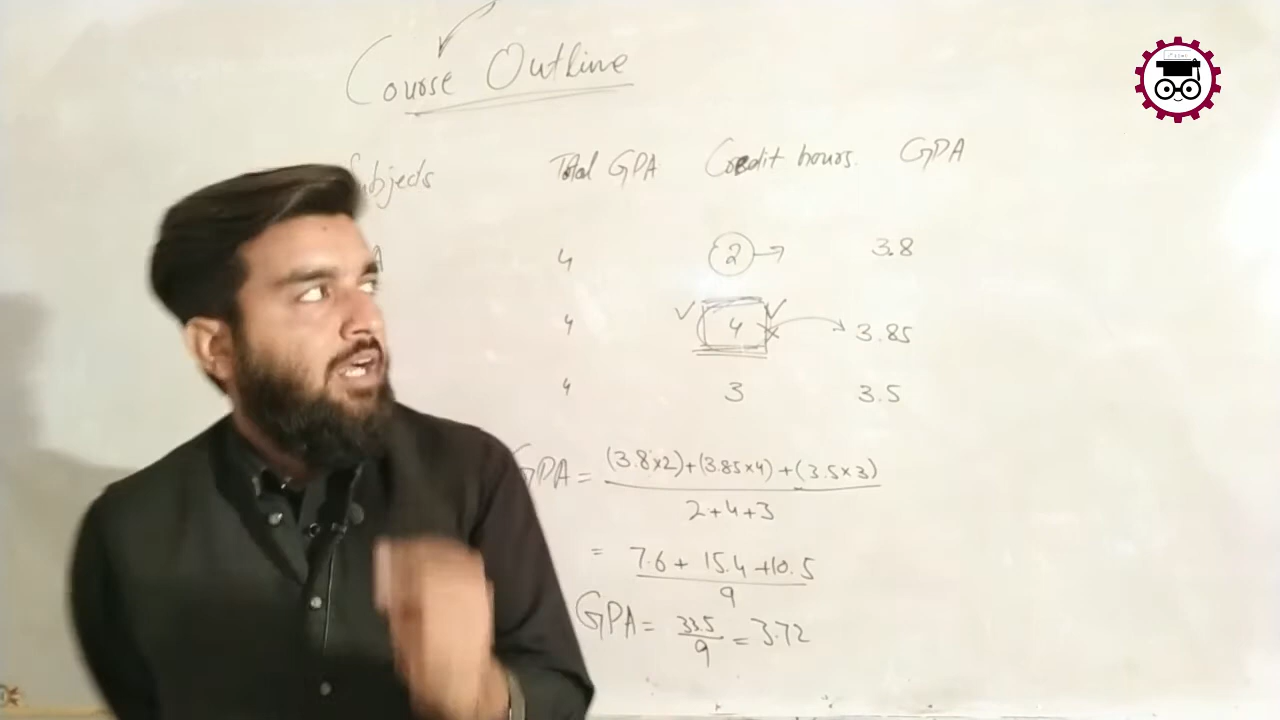 Course Outline
Subjects Total GPA Credit hours. GPA
A 4 2 → 3.8
4 4 3.85
4 3 3.5
GPA = (3.8×2)+(3.85×4)+(3.5×3)
2+4+3
= 7.6 + 15.4 +10.5
9
GPA = 33.5
9
= 3.72